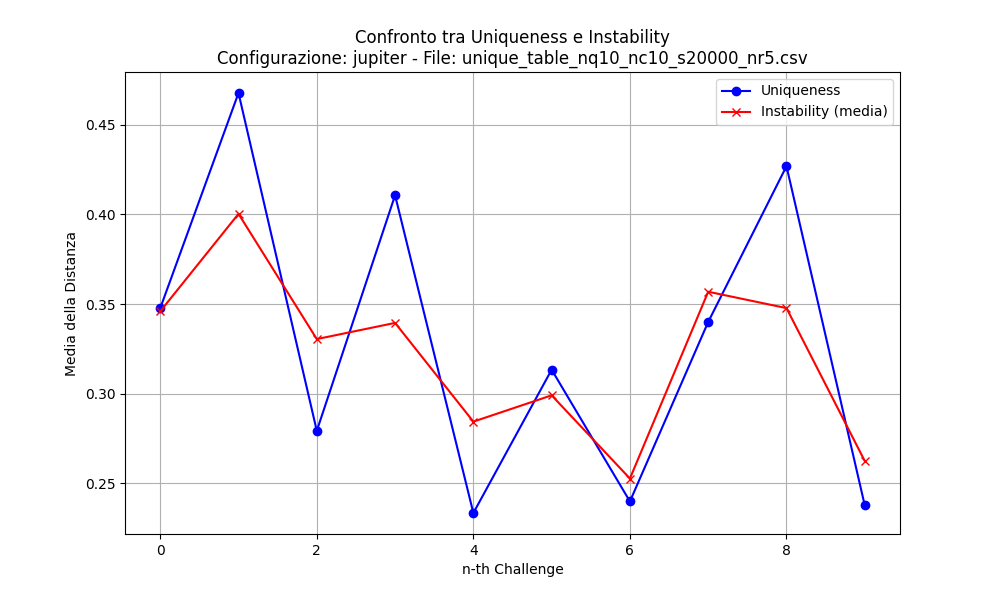 Confronto tra Uniqueness e Instability
Configurazione: jupiter - File: unique_table_nq10_nc10_s20000_nr5.csv
Uniqueness
Instability (media)
Media della Distanza
0.45
0.40
0.35
0.30
0.25
0
2
4
6
8
n-th Challenge